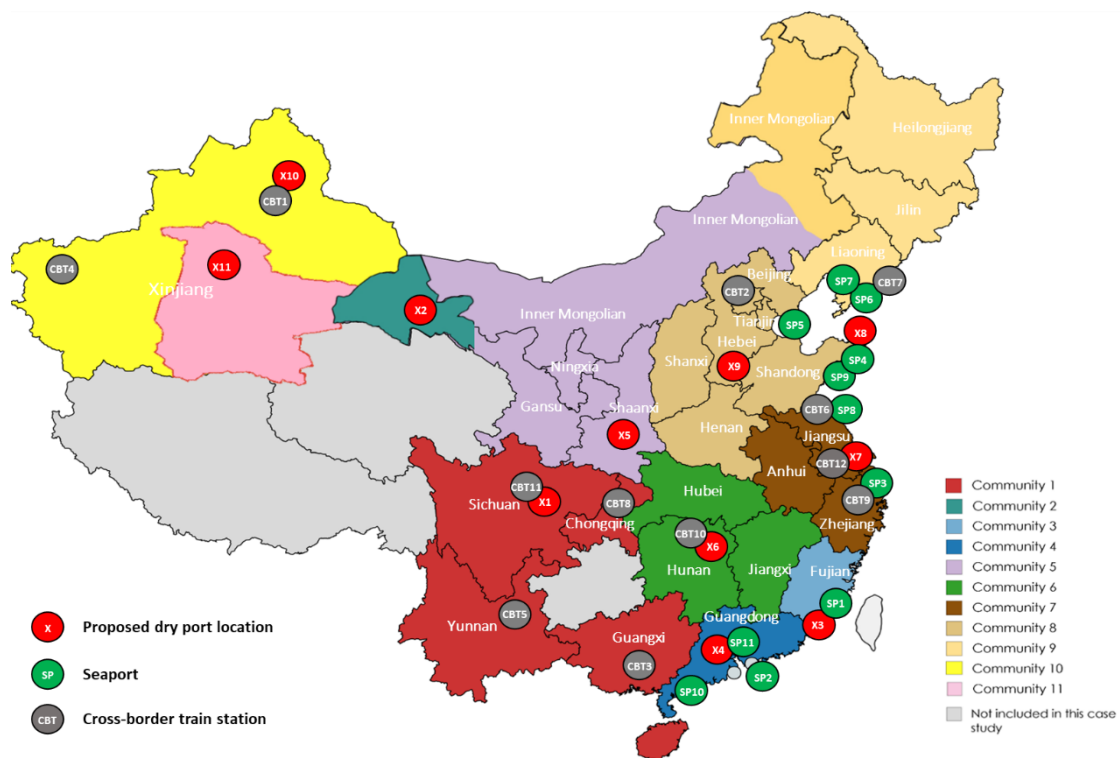 Inner Mongolian
Heilongjiang
X10
CBT1
Jilin
Inner Mongolian
Liaoning
CBT4
X11
Xinjiang
Beijing
SP7
CBT7
CBT2
SP6
X2
Inner Mongolian
Tianjin
SP5
X8
Hebei
Shanxi
X9
SP4
Ningxia
Shandong
SP9
Gansu
Shaanxi
CBT6
SP8
X5
Henan
Jiangsu
X7
CBT12
Anhui
CBT11
Sichuan
X1
CBT8
Hubei
SP3
CBT9
Chongqing
Zhejiang
CBT10
X6
Hunan
Jiangxi
Fujian
CBT5
Yunnan
Guangdong
SP1
X3
Guangxi
SP11
X4
CBT3
SP2
SP10
X Proposed dry port location
SP Seaport
CBT Cross-border train station
Community 1
Community 2
Community 3
Community 4
Community 5
Community 6
Community 7
Community 8
Community 9
Community 10
Community 11
Not included in this case
study